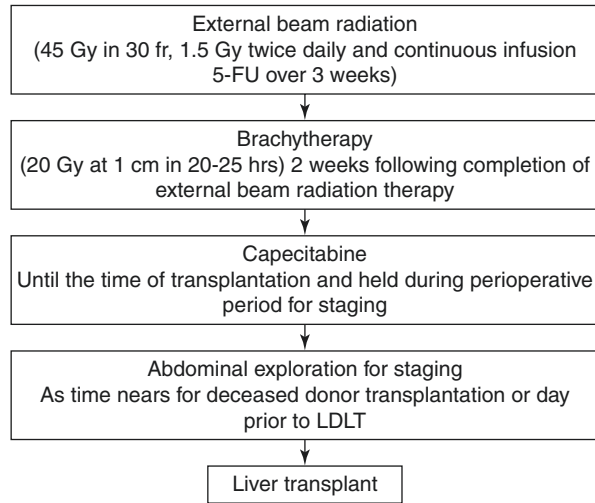 External beam radiation
(45 Gy in 30 fr, 1.5 Gy twice daily and continuous infusion
5-FU over 3 weeks)
Brachytherapy
(20 Gy at 1 cm in 20-25 hrs) 2 weeks following completion of
external beam radiation therapy
Capecitabine
Until the time of transplantation and held during perioperative
period for staging
Abdominal exploration for staging
As time nears for deceased donor transplantation or day
prior to LDLT
Liver transplant